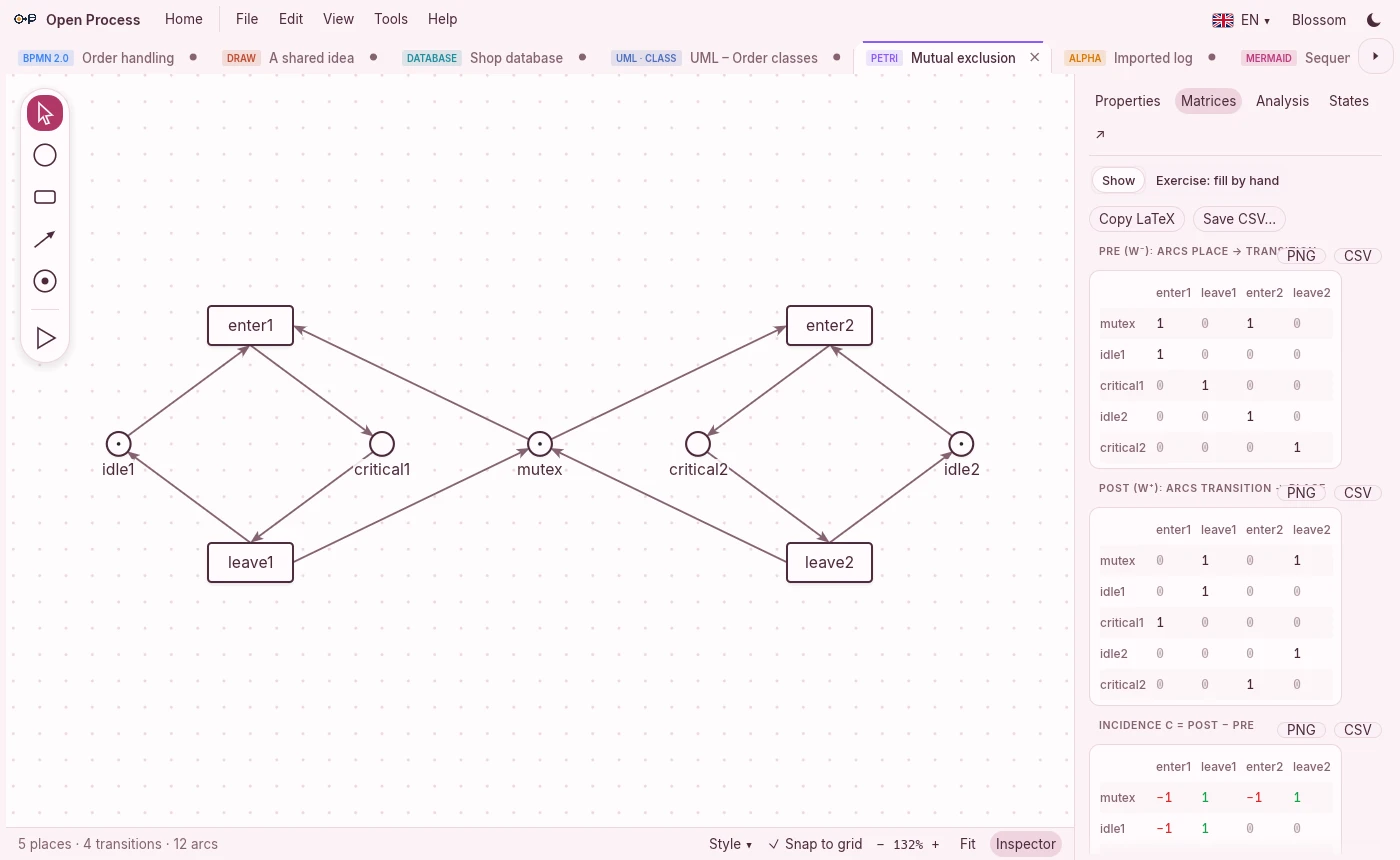 Open Process Home File Edit View Tools Help EN Blossom
BPMN 2.0 Order handling DRAW A shared idea DATABASE Shop database UML · CLASS UML – Order classes PETRI Mutual exclusion ALPHA Imported log MERMAID Sequer
Properties Matrices Analysis States
Show Exercise: fill by hand
Copy LaTeX Save CSV...
PRE (W⁻): ARCS PLACE → TRANSITION PNG CSV
enter1 leave1 enter2 leave2
mutex 1 0 1 0
idle1 1 0 0 0
critical1 0 1 0 0
idle2 0 0 1 0
critical2 0 0 0 1
POST (W⁺): ARCS TRANSITION → PLACE PNG CSV
enter1 leave1 enter2 leave2
mutex 0 1 0 1
idle1 0 1 0 0
critical1 1 0 0 0
idle2 0 0 0 1
critical2 0 0 1 0
INCIDENCE C = POST − PRE PNG CSV
enter1 leave1 enter2 leave2
mutex −1 1 −1 1
idle1 −1 1 0 0
enter1 enter2
idle1 critical1 mutex critical2 idle2
leave1 leave2
5 places · 4 transitions · 12 arcs Style Snap to grid − 132% + Fit Inspector